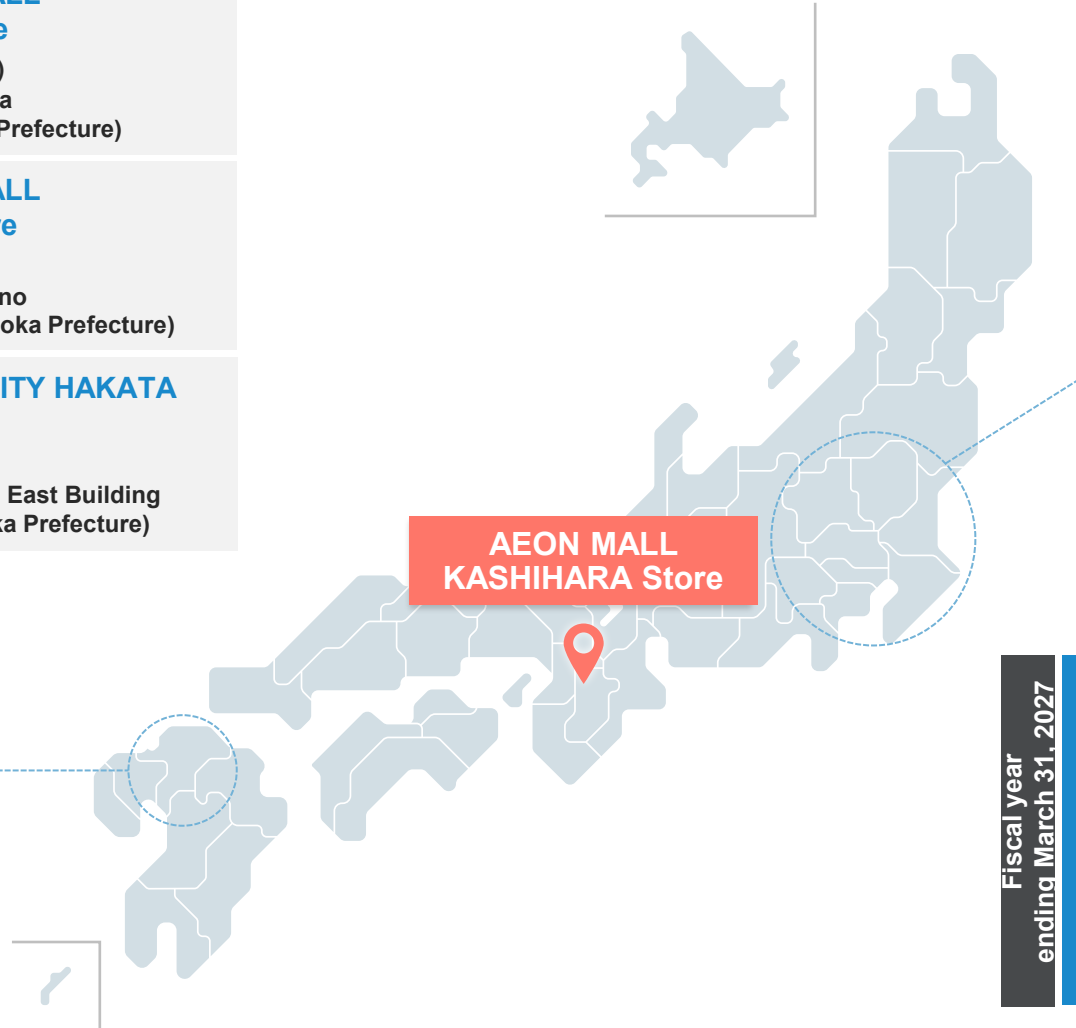 ALL
e
)
a
Prefecture)
ALL
re
no
oka Prefecture)
ITY HAKATA
East Building
ka Prefecture)
AEON MALL
KASHIHARA Store
Fiscal year
ending March 31, 2027